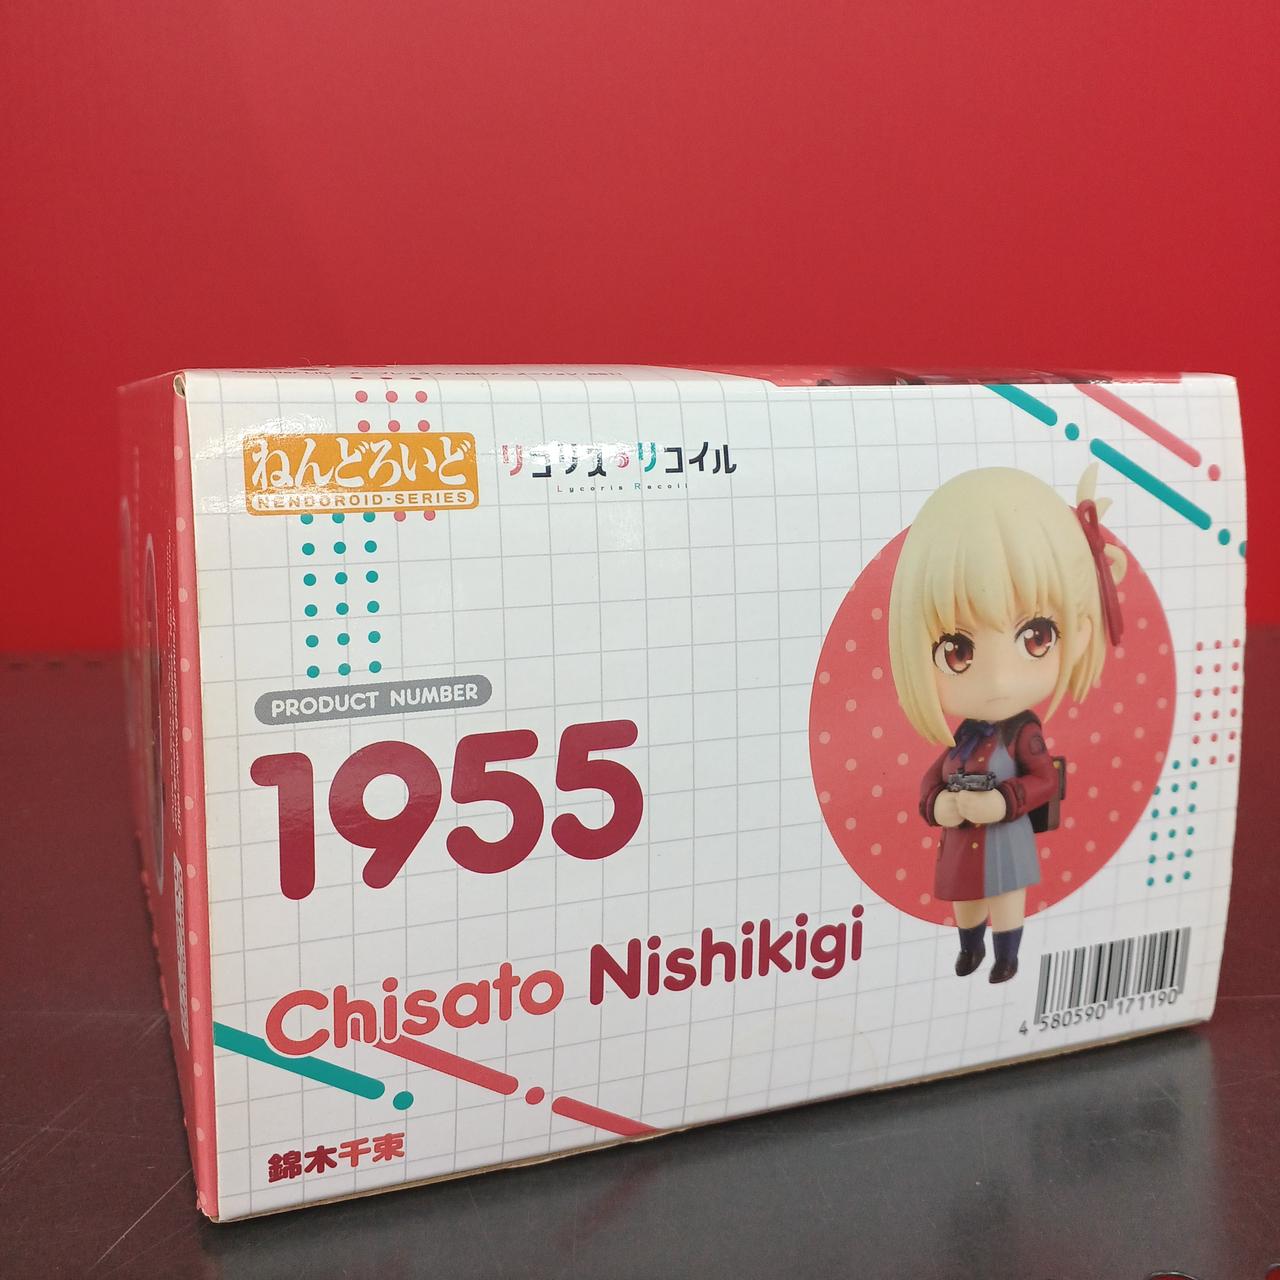 ねんどろいど
NENDOROID SERIES
リコリス・リコイル
Lycoris Recoil
PRODUCT NUMBER
1955
Chisato Nishikigi
4 580590 171190
錦木千束